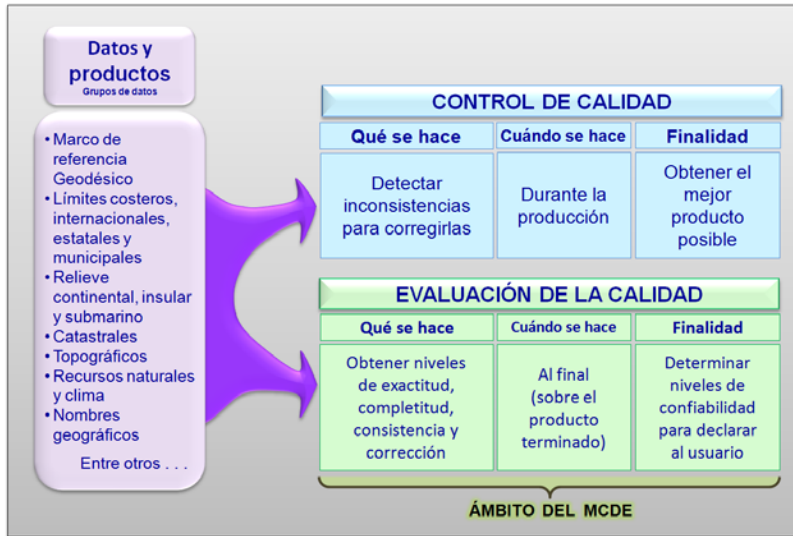 Datos y
productos
Grupos de datos
• Marco de
referencia
Geodésico
• Límites costeros,
internacionales,
estatales y
municipales
• Relieve
continental, insular
y submarino
• Catastrales
• Topográficos
• Recursos naturales
y clima
• Nombres
geográficos
Entre otros . . .
CONTROL DE CALIDAD
Qué se hace
Cuándo se hace
Finalidad
Detectar
inconsistencias
para corregirlas
Durante la
producción
Obtener el
mejor
producto
posible
EVALUACIÓN DE LA CALIDAD
Qué se hace
Cuándo se hace
Finalidad
Obtener niveles
de exactitud,
completitud,
consistencia y
corrección
Al final
(sobre el
producto
terminado)
Determinar
niveles de
confiabilidad
para declarar
al usuario
ÁMBITO DEL MCDE